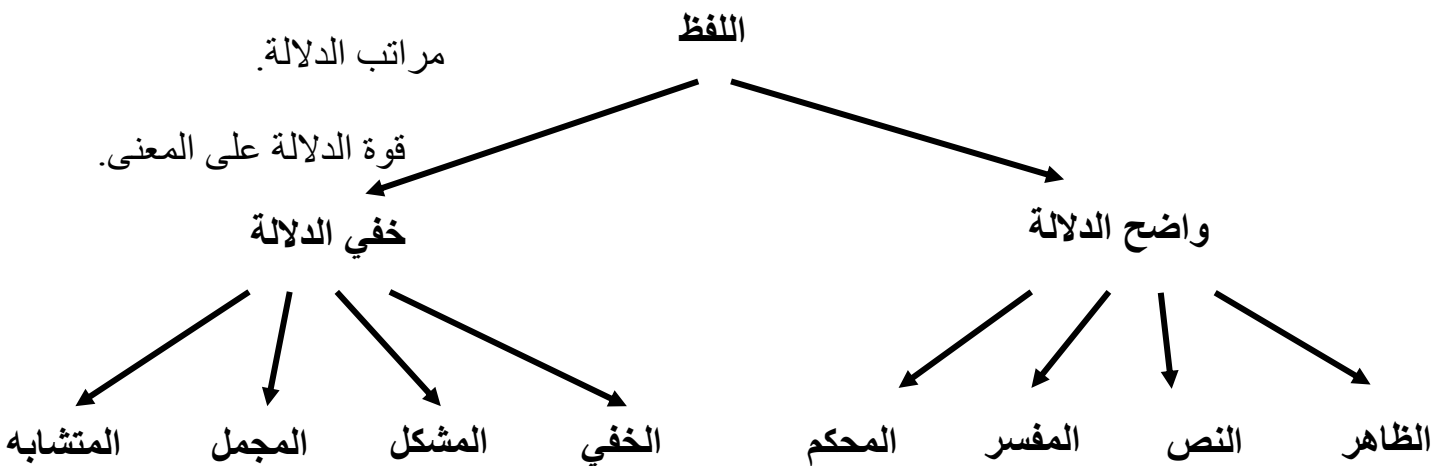 اللفظ
مراتب الدلالة.
قوة الدلالة على المعنى.
واضح الدلالة
خفي الدلالة
الظاهر
النص
المفسر
المحكم
الخفي
المشكل
المجمل
المتشابه